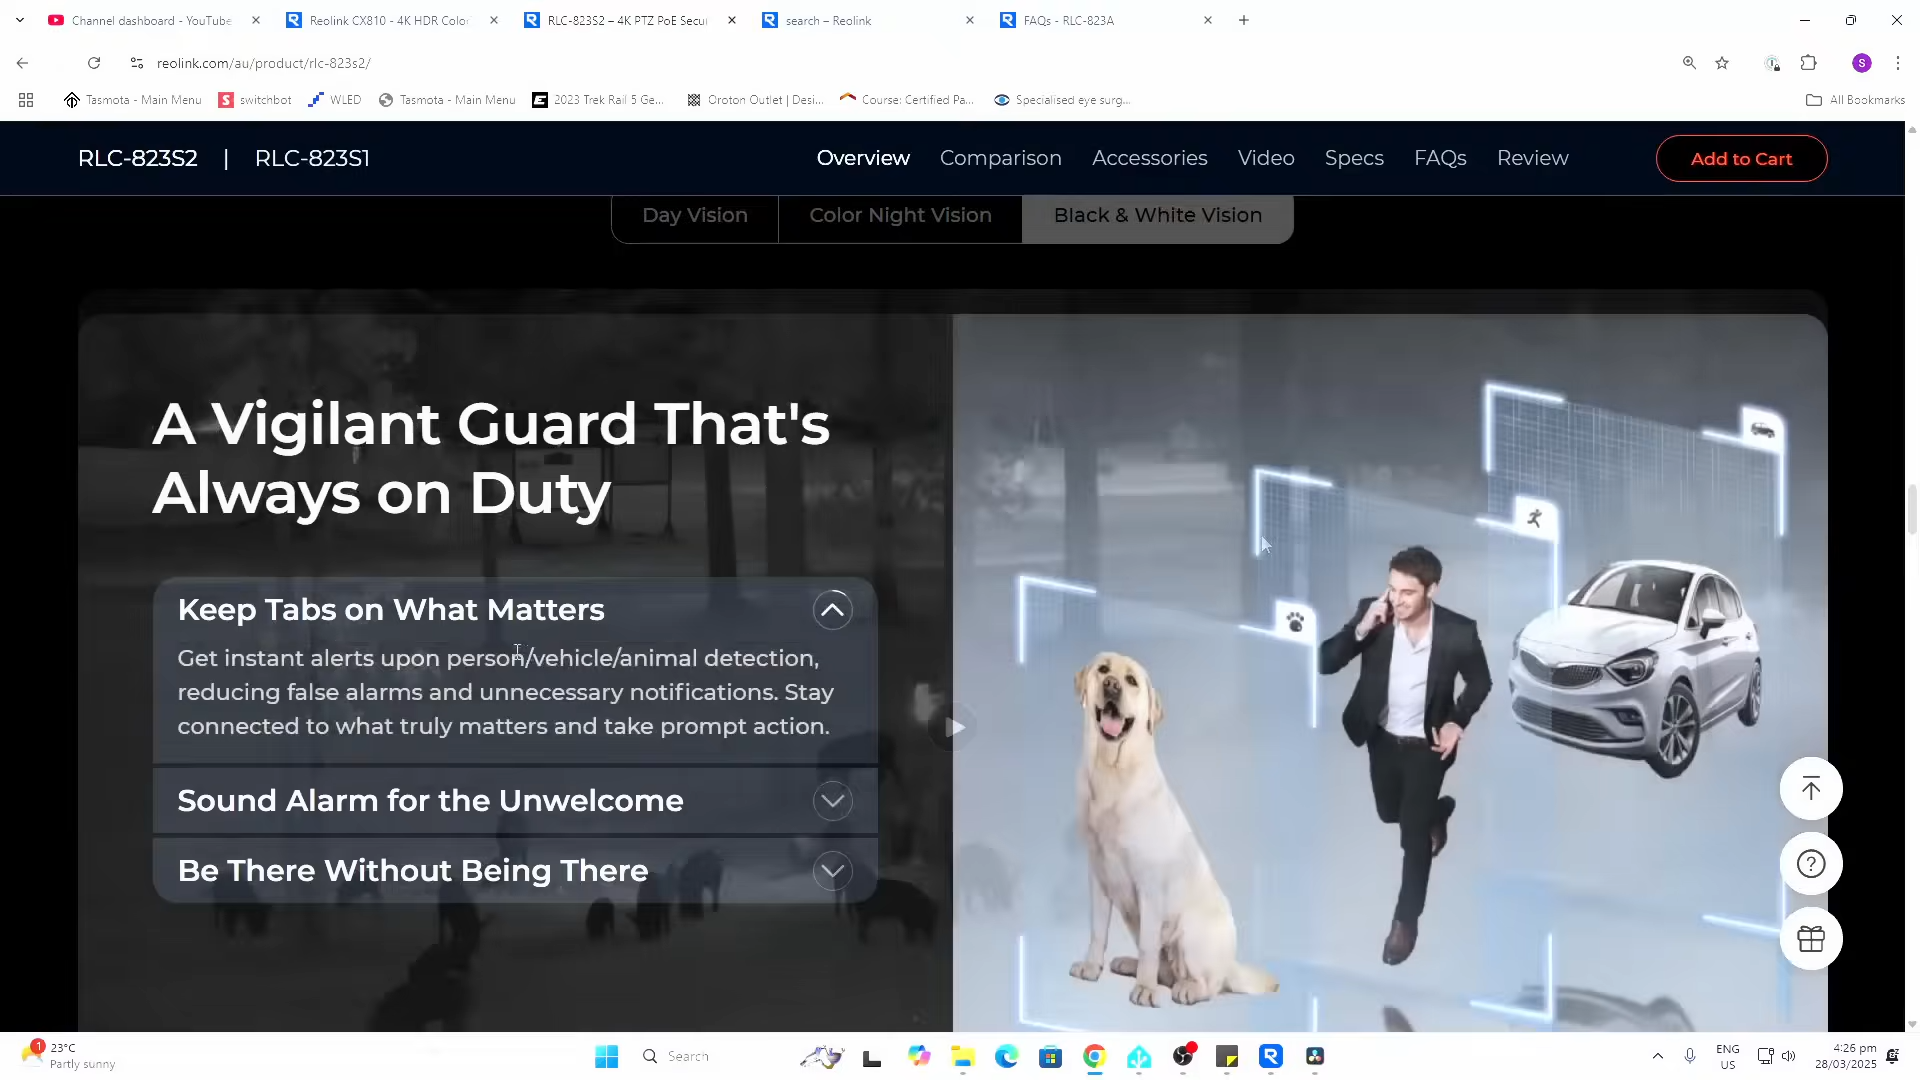 Channel dashboard - YouTube
Reolink CX810 - 4K HDR Colo
RLC-823S2 – 4K PTZ PoE Secu
search – Reolink
FAQs - RLC-823A
reolink.com/au/product/rlc-823s2/
S
Tasmota - Main Menu
switchbot
WLED
Tasmota - Main Menu
2023 Trek Rail 5 Ge...
Oroton Outlet | Desi...
Course: Certified Pa...
Specialised eye surg...
All Bookmarks
RLC-823S2 | RLC-823S1
Overview
Comparison
Accessories
Video
Specs
FAQs
Review
Add to Cart
Day Vision
Color Night Vision
Black & White Vision
A Vigilant Guard That's
Always on Duty
Keep Tabs on What Matters
Get instant alerts upon person/vehicle/animal detection,
reducing false alarms and unnecessary notifications. Stay
connected to what truly matters and take prompt action.
Sound Alarm for the Unwelcome
Be There Without Being There
1
23°C
Partly sunny
Search
ENG
US
4:26 pm
28/03/2025